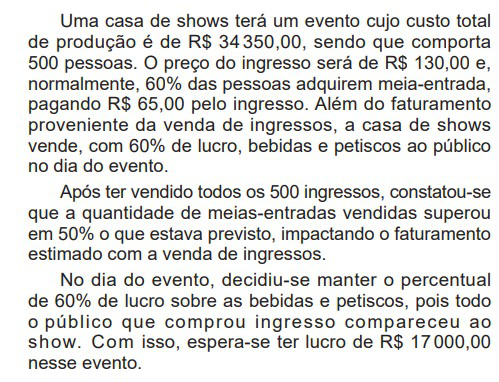 Uma casa de shows terá um evento cujo custo total
de produção é de R$ 34 350,00, sendo que comporta
500 pessoas. O preço do ingresso será de R$ 130,00 e,
normalmente, 60% das pessoas adquirem meia-entrada,
pagando R$ 65,00 pelo ingresso. Além do faturamento
proveniente da venda de ingressos, a casa de shows
vende, com 60% de lucro, bebidas e petiscos ao público
no dia do evento.
Após ter vendido todos os 500 ingressos, constatou-se
que a quantidade de meias-entradas vendidas superou
em 50% o que estava previsto, impactando o faturamento
estimado com a venda de ingressos.
No dia do evento, decidiu-se manter o percentual
de 60% de lucro sobre as bebidas e petiscos, pois todo
o público que comprou ingresso compareceu ao
show. Com isso, espera-se ter lucro de R$ 17 000,00
nesse evento.